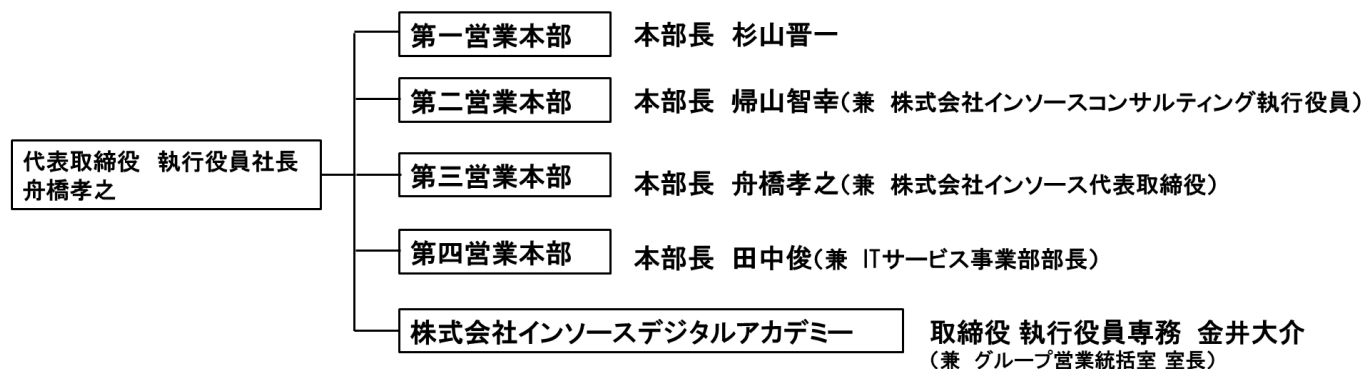 第一営業本部 本部長 杉山晋一
第二営業本部 本部長 帰山智幸(兼 株式会社インソースコンサルティング執行役員)
代表取締役 執行役員社長
舟橋孝之
第三営業本部 本部長 舟橋孝之(兼 株式会社インソース代表取締役)
第四営業本部 本部長 田中俊(兼 ITサービス事業部部長)
株式会社インソースデジタルアカデミー 取締役 執行役員専務 金井大介
(兼 グループ営業統括室 室長)